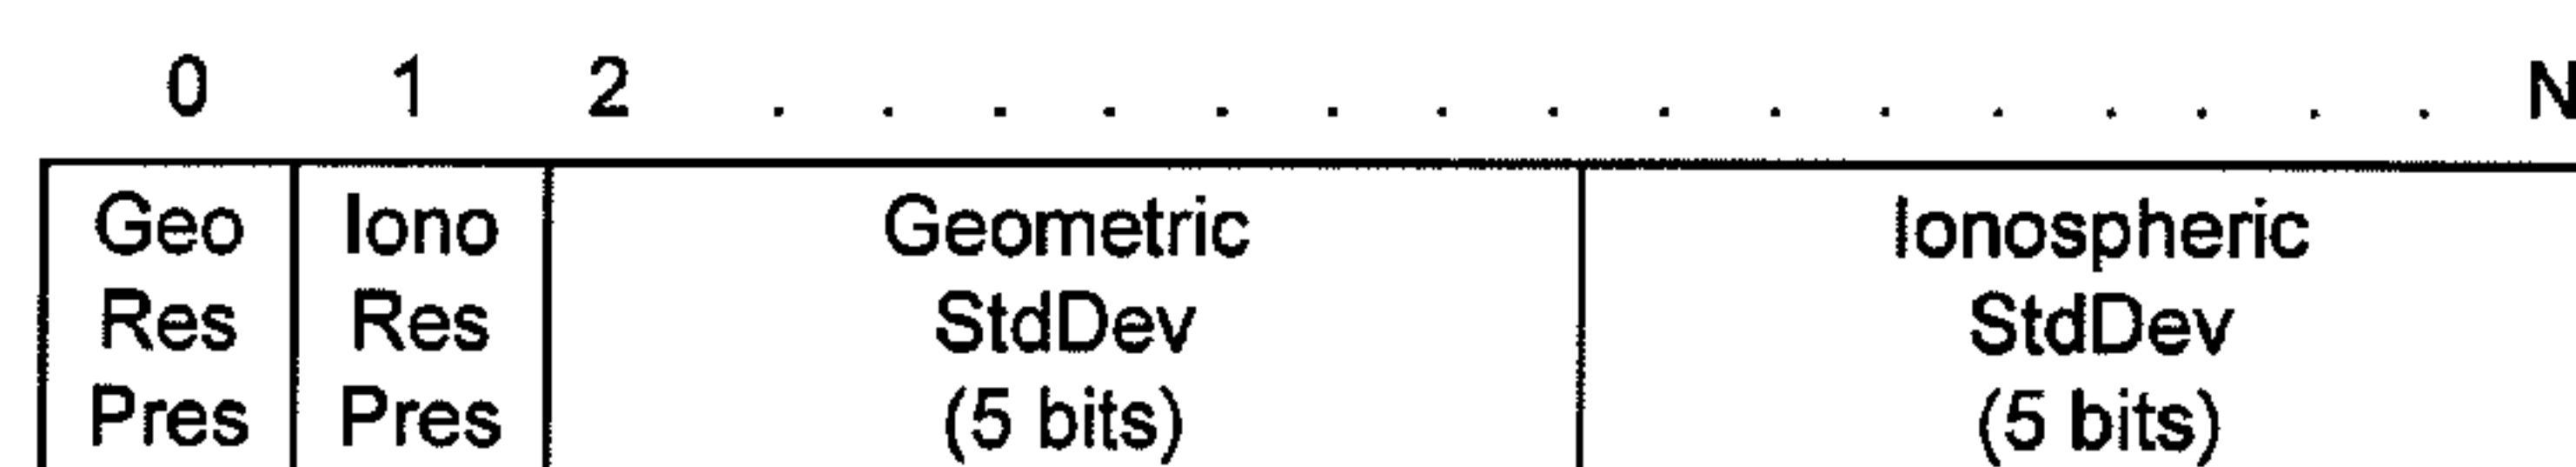 0 1 2 . . . . . . . . . . . . . . . . N
Geo Iono Geometric Ionospheric
Res Res StdDev StdDev
Pres Pres (5 bits) (5 bits)